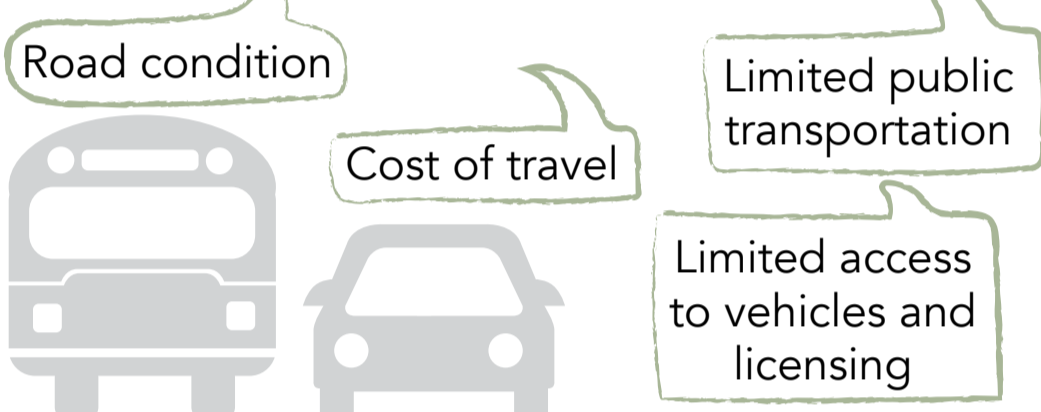 Road condition
Cost of travel
Limited public
transportation
Limited access
to vehicles and
licensing